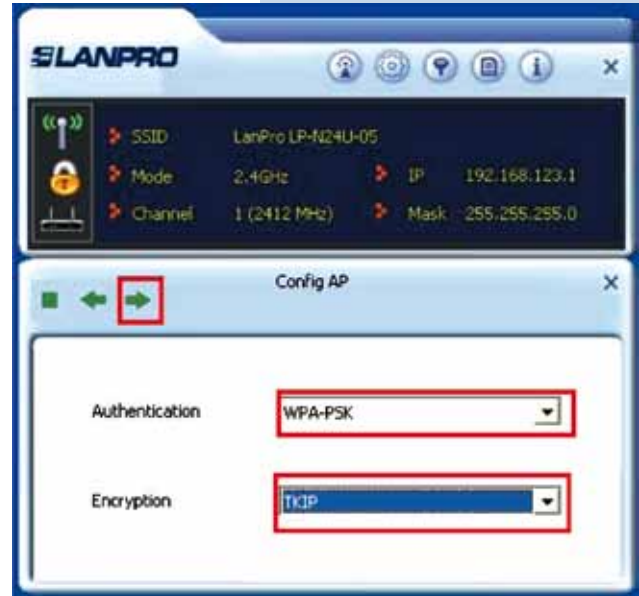 SLANPRO
SSID LanPro LP-N24U-05
Mode 2.4GHz IP 192.168.123.1
Channel 1 (2412 MHz) Mask 255.255.255.0
Config AP
Authentication WPA-PSK
Encryption TKIP